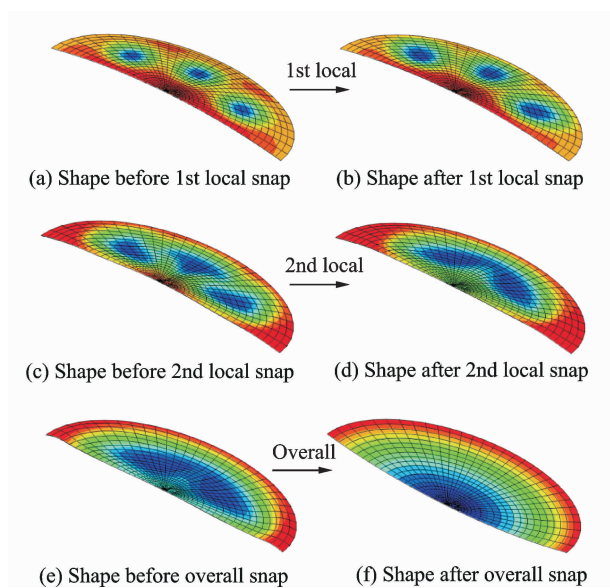 1st local
(a) Shape before 1st local snap
(b) Shape after 1st local snap
2nd local
(c) Shape before 2nd local snap
(d) Shape after 2nd local snap
Overall
(e) Shape before overall snap
(f) Shape after overall snap